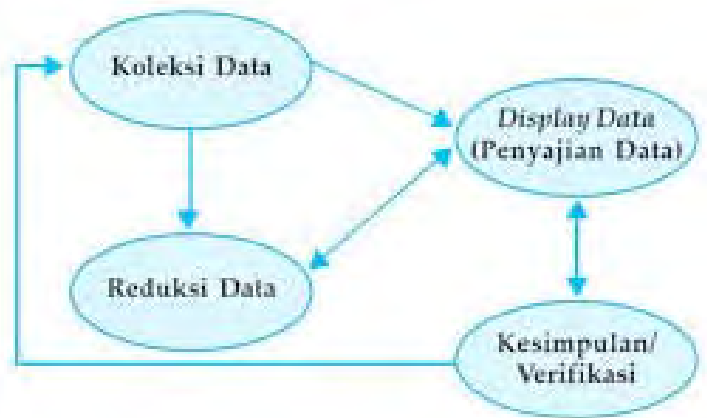 Koleksi Data
Display Data
(Penyajian Data)
Reduksi Data
Kesimpulan/
Verifikasi